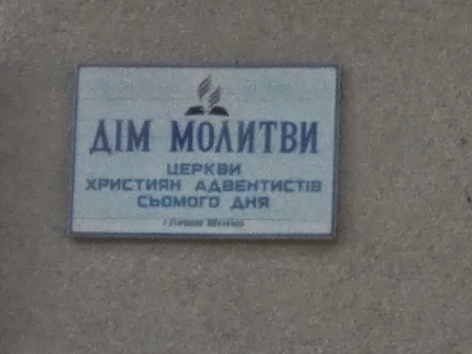 ДІМ МОЛИТВИ
ЦЕРКВИ
ХРИСТИЯН АДВЕНТИСТІВ
СЬОМОГО ДНЯ